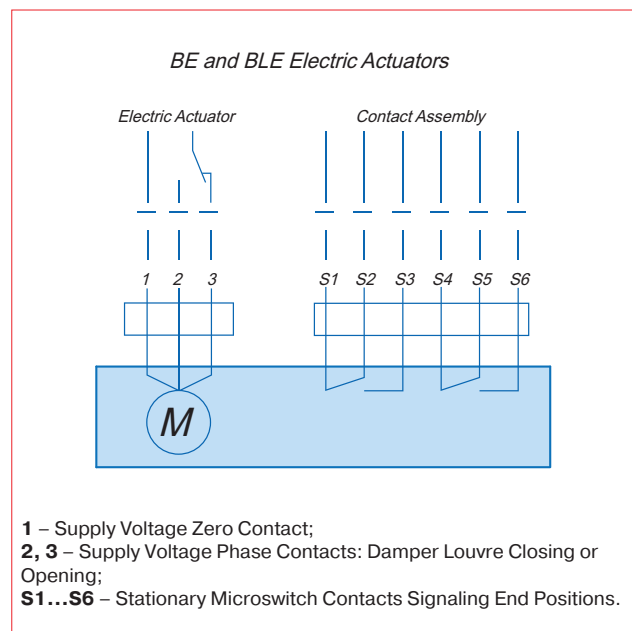 BE and BLE Electric Actuators
Electric Actuator Contact Assembly
1 2 3 S1 S2 S3 S4 S5 S6
M
1 – Supply Voltage Zero Contact;
2, 3 – Supply Voltage Phase Contacts: Damper Louvre Closing or
Opening;
S1...S6 – Stationary Microswitch Contacts Signaling End Positions.